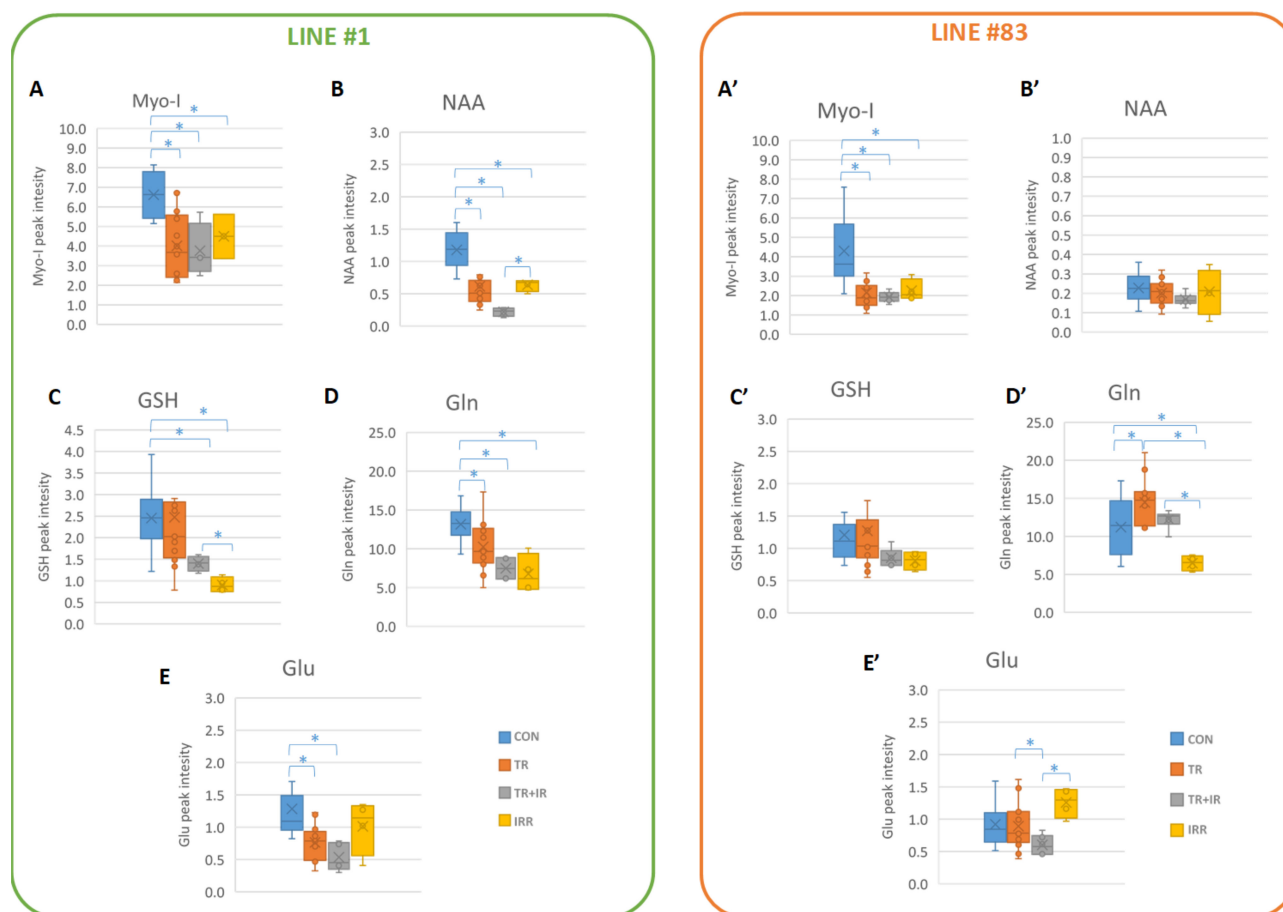 LINE #1
A
Myo-I
Myo-I peak intesity
10.0
9.0
8.0
7.0
6.0
5.0
4.0
3.0
2.0
1.0
0.0
*
*
*
B
NAA
NAA peak intesity
3.0
2.5
2.0
1.5
1.0
0.5
0.0
*
*
*
*
C
GSH
GSH peak intesity
4.5
4.0
3.5
3.0
2.5
2.0
1.5
1.0
0.5
0.0
*
*
*
D
Gln
Gln peak intesity
25.0
20.0
15.0
10.0
5.0
0.0
*
*
*
E
Glu
Glu peak intesity
3.0
2.5
2.0
1.5
1.0
0.5
0.0
*
*
CON
TR
TR+IR
IRR
LINE #83
A’
Myo-I
Myo-I peak intesity
10.0
9.0
8.0
7.0
6.0
5.0
4.0
3.0
2.0
1.0
0.0
*
*
*
B’
NAA
NAA peak intesity
1.0
0.9
0.8
0.7
0.6
0.5
0.4
0.3
0.2
0.1
0.0
C’
GSH
GSH peak intesity
3.0
2.5
2.0
1.5
1.0
0.5
0.0
D’
Gln
Gln peak intesity
25.0
20.0
15.0
10.0
5.0
0.0
*
*
*
*
E’
Glu
Glu peak intesity
3.0
2.5
2.0
1.5
1.0
0.5
0.0
*
*
CON
TR
TR+IR
IRR